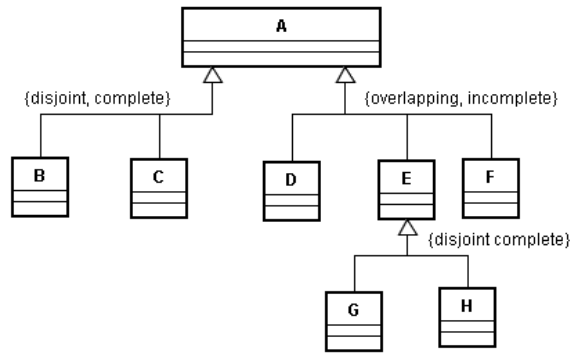 A
{disjoint, complete}
{overlapping, incomplete}
B
C
D
E
F
{disjoint complete}
G
H